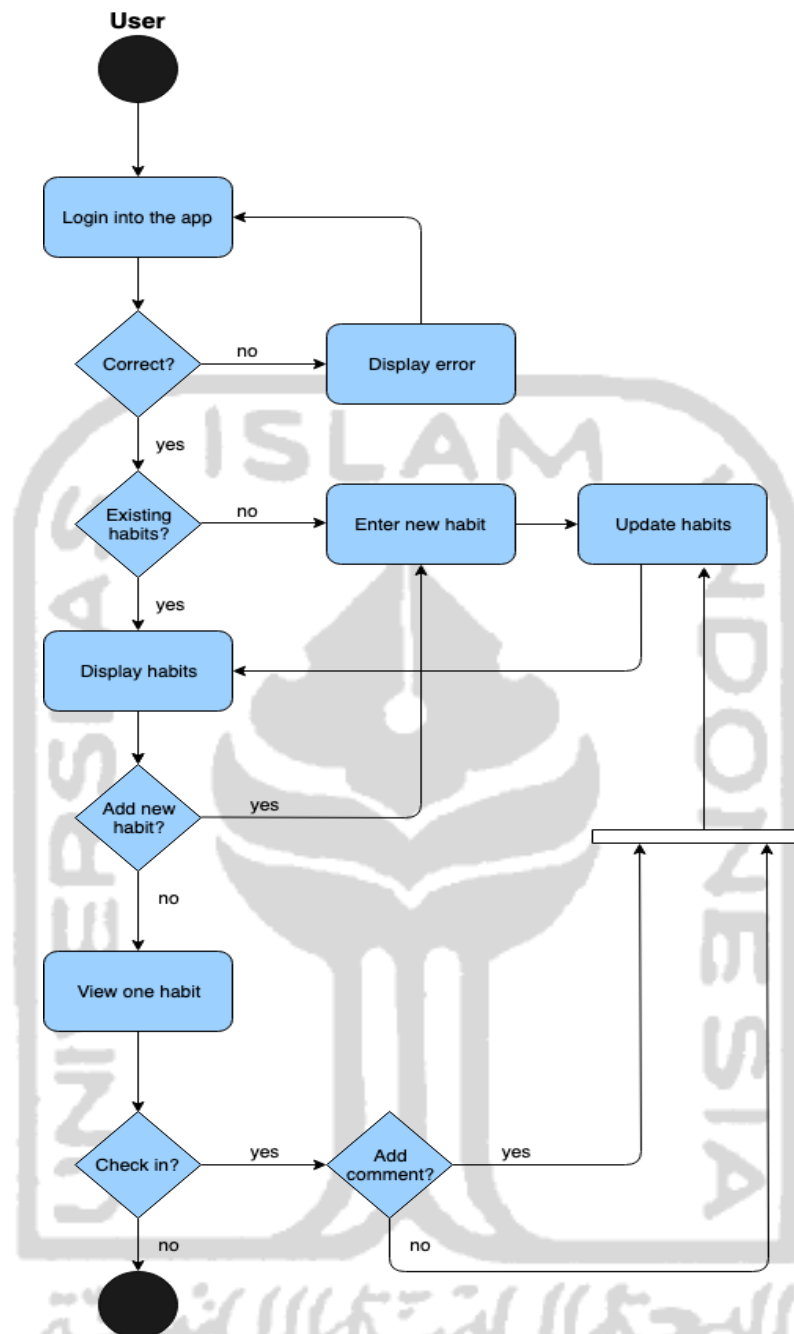 User
Login into the app
Correct?
no
Display error
yes
ISLAM
UNIVERSITAS
INDONESIA
Existing
habits?
no
Enter new habit
Update habits
yes
Display habits
Add new
habit?
yes
no
View one habit
Check in?
yes
Add
comment?
yes
no
no